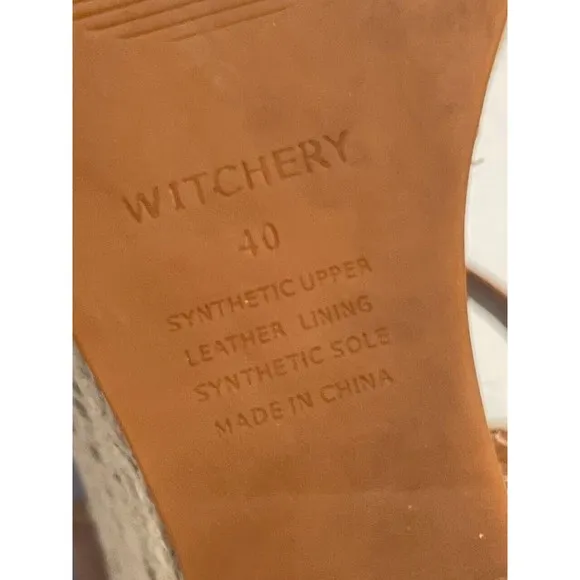 WITCHERY
40
SYNTHETIC UPPER
LEATHER LINING
SYNTHETIC SOLE
MADE IN CHINA